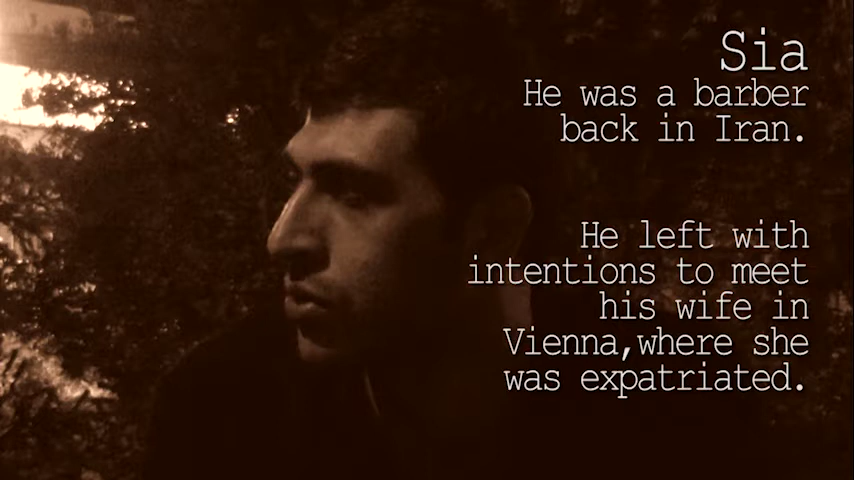 Sia
He was a barber
back in Iran.
He left with
intentions to meet
his wife in
Vienna,where she
was expatriated.